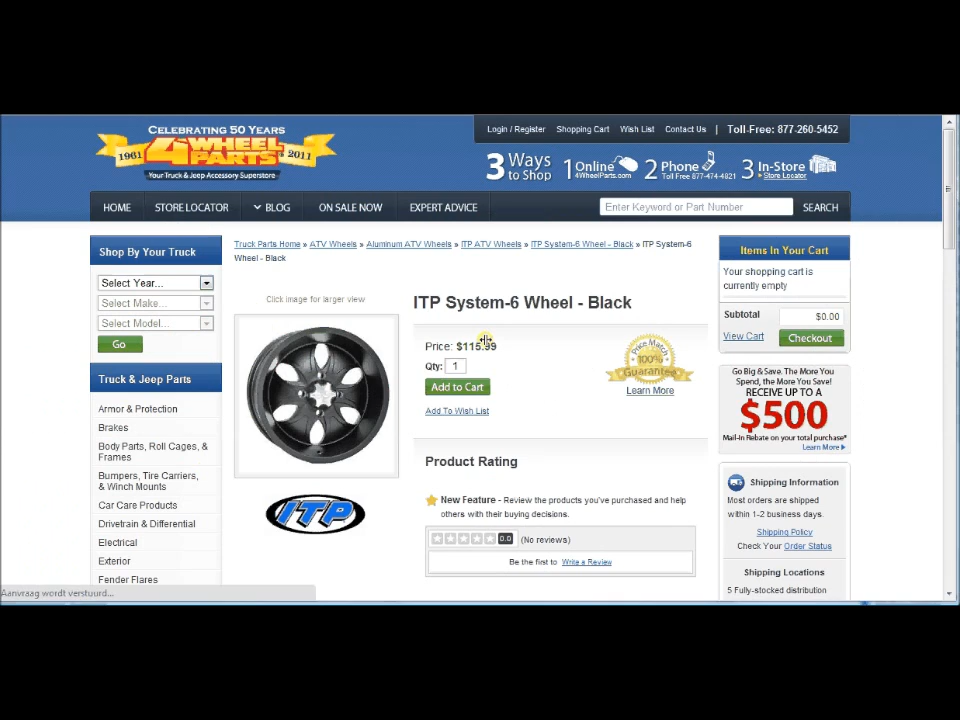 CELEBRATING 50 YEARS
1961 4 WHEEL PARTS 2011
Your Truck & Jeep Accessory Superstore
Login / Register Shopping Cart Wish List Contact Us | Toll-Free: 877-260-5452
3 Ways to Shop 1 Online 4WheelParts.com 2 Phone Toll Free 877-474-4821 3 In-Store Store Locator
HOME STORE LOCATOR BLOG ON SALE NOW EXPERT ADVICE Enter Keyword or Part Number SEARCH
Shop By Your Truck
Select Year...
Select Make...
Select Model...
Go
Truck & Jeep Parts
Armor & Protection
Brakes
Body Parts, Roll Cages, &
Frames
Bumpers, Tire Carriers,
& Winch Mounts
Car Care Products
Drivetrain & Differential
Electrical
Exterior
Fender Flares
Truck Parts Home » ATV Wheels » Aluminum ATV Wheels » ITP ATV Wheels » ITP System-6 Wheel - Black » ITP System-6
Wheel - Black
Click image for larger view
ITP
ITP System-6 Wheel - Black
Price: $115.99
Qty: 1
Add to Cart
Add To Wish List
Price Match
100%
Guarantee
Learn More
Product Rating
New Feature - Review the products you've purchased and help
others with their buying decisions.
0.0 (No reviews)
Be the first to Write a Review
Items In Your Cart
Your shopping cart is
currently empty
Subtotal $0.00
View Cart Checkout
Go Big & Save. The More You
Spend, the More You Save!
RECEIVE UP TO A
$500
Mail-In Rebate on your total purchase*
Learn More
Shipping Information
Most orders are shipped
within 1-2 business days.
Shipping Policy
Check Your Order Status
Shipping Locations
5 Fully-stocked distribution
Aanvraag wordt verstuurd...